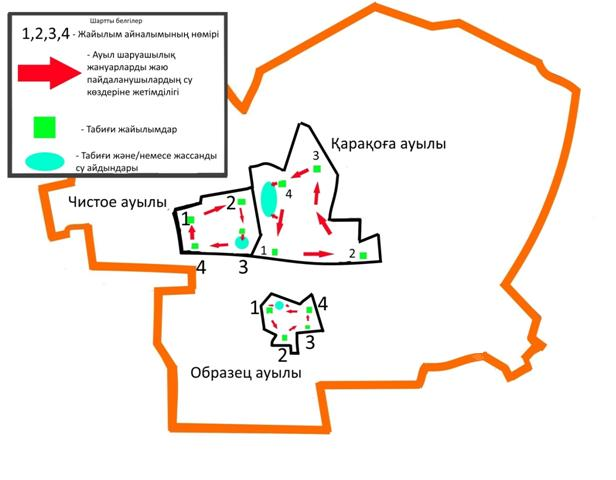 Шартты белгілер
1,2,3,4 - Жайылым айналымының нөмірі
- Ауыл шаруашылық
жануарларды жаю
пайдаланушылардың су
көздеріне жетімділігі
- Табиғи жайылымдар
- Табиғи және/немесе жассанды
су айдындары
Қарақоға ауылы
3
4
1
2
Чистое ауылы
1
2
4
3
1
4
3
2
Образец ауылы